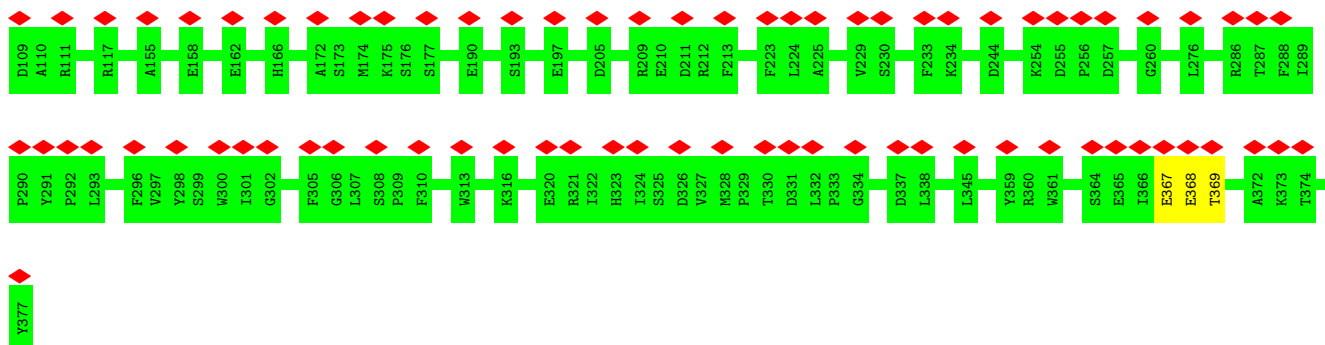 D109 A110 R111 R117 A155 E158 E162 H166 A172 S173 M174 K175 S176 S177 E190 S193 E197 D205 R209 E210 D211 R212 F213 F223 L224 A225 V229 S230 F233 K234 D244 K254 D255 P256 D257 G260 L276 R286 T287 F288 I289
P290 Y291 P292 L293 F296 V297 Y298 S299 W300 I301 G302 F305 G306 L307 S308 P309 F310 W313 K316 E320 R321 I322 H323 I324 S325 D326 V327 M328 P329 T330 D331 L332 P333 G334 D337 L338 L345 Y359 R360 W361 S364 E365 I366 E367 E368 T369 A372 K373 T374
Y377